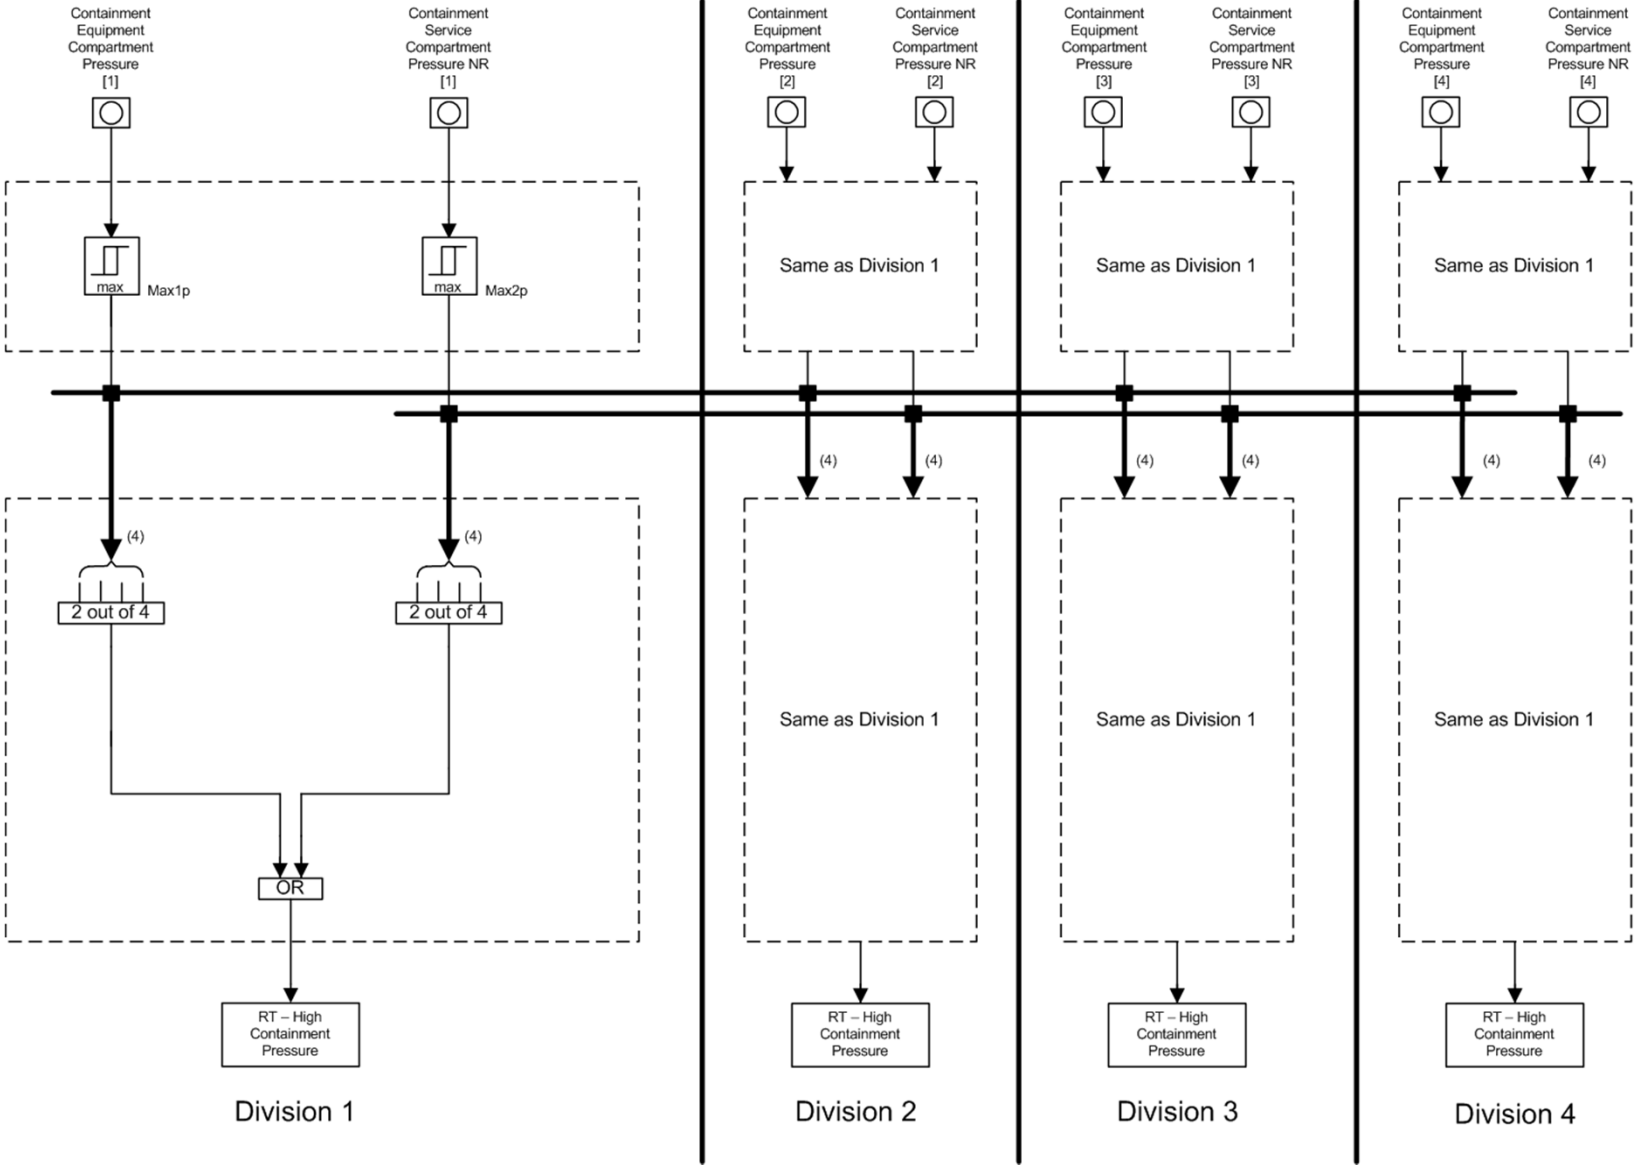 Containment
Equipment
Compartment
Pressure
[1]
Containment
Service
Compartment
Pressure NR
[1]
Containment
Equipment
Compartment
Pressure
[2]
Containment
Service
Compartment
Pressure NR
[2]
Containment
Equipment
Compartment
Pressure
[3]
Containment
Service
Compartment
Pressure NR
[3]
Containment
Equipment
Compartment
Pressure
[4]
Containment
Service
Compartment
Pressure NR
[4]
max
Max1p
max
Max2p
Same as Division 1
Same as Division 1
Same as Division 1
(4)
(4)
(4)
(4)
(4)
(4)
(4)
(4)
2 out of 4
2 out of 4
Same as Division 1
Same as Division 1
Same as Division 1
OR
RT – High
Containment
Pressure
RT – High
Containment
Pressure
RT – High
Containment
Pressure
RT – High
Containment
Pressure
Division 1
Division 2
Division 3
Division 4